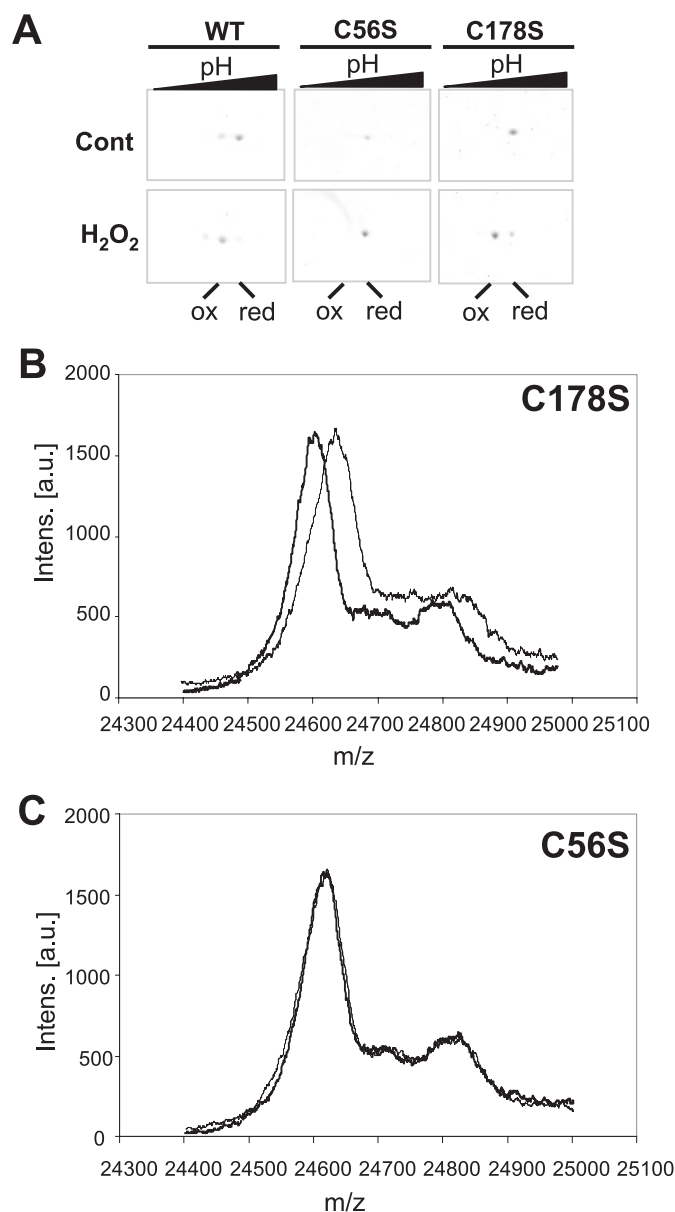 A
WT C56S C178S
pH pH pH
Cont
H2O2
ox red ox red ox red
B
2000
C178S
1500
1000
500
0
Intens. [a.u.]
24300 24400 24500 24600 24700 24800 24900 25000 25100
m/z
C
2000
C56S
1500
1000
500
0
Intens. [a.u.]
24300 24400 24500 24600 24700 24800 24900 25000 25100
m/z